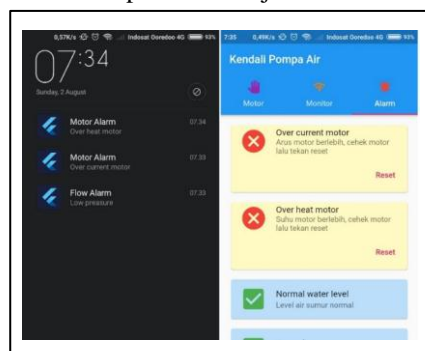 0,57K/s Indosat Ooredoo 4G 93%
07:34
Sunday, 2 August
Motor Alarm 07.34
Over heat motor
Motor Alarm 07.33
Over current motor
Flow Alarm 07.33
Low preasure
7:35 0,49K/s Indosat Ooredoo 4G 93%
Kendali Pompa Air
Motor Monitor Alarm
Over current motor
Arus motor berlebih, cehek motor
lalu tekan reset
Reset
Over heat motor
Suhu motor berlebih, cehek motor
lalu tekan reset
Reset
Normal water level
Level air sumur normal